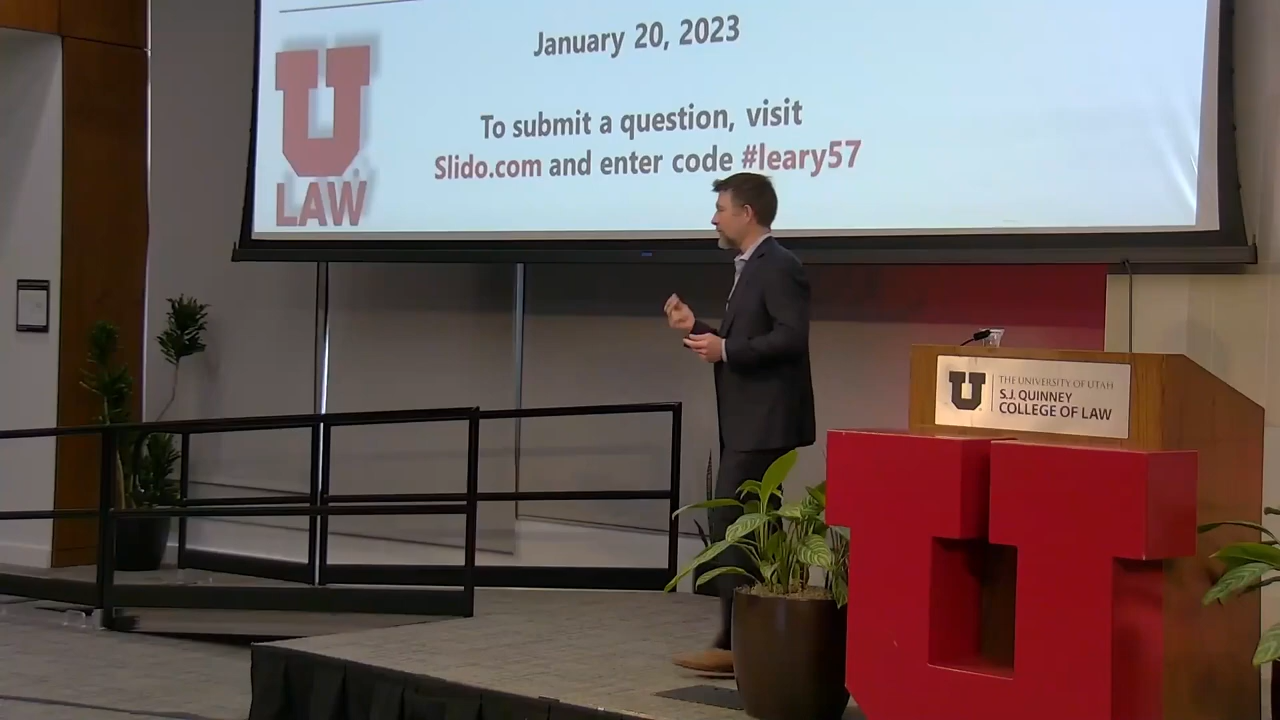 January 20, 2023
To submit a question, visit
Slido.com and enter code #leary57
U
LAW
U
THE UNIVERSITY OF UTAH
S.J. QUINNEY
COLLEGE OF LAW
U